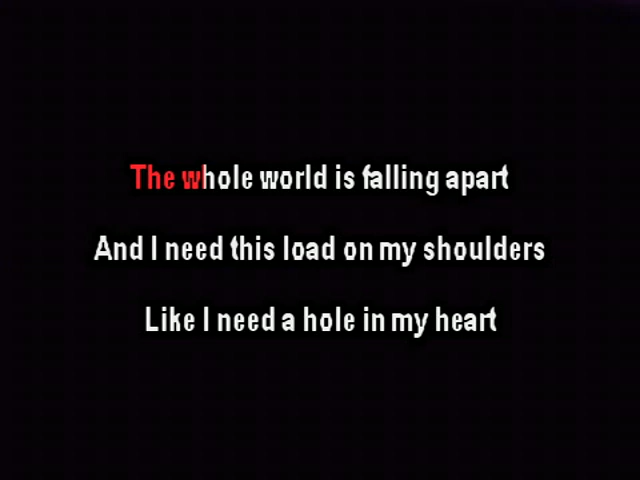 The whole world is falling apart
And I need this load on my shoulders
Like I need a hole in my heart